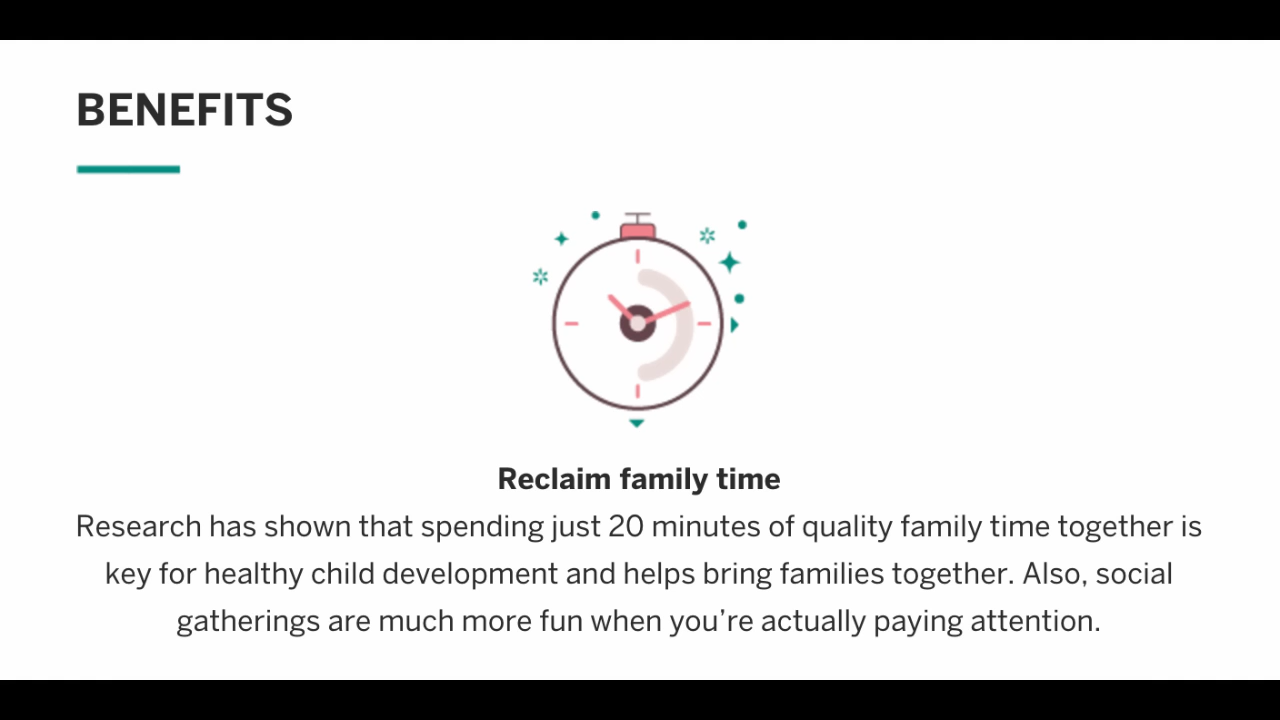 BENEFITS
Reclaim family time
Research has shown that spending just 20 minutes of quality family time together is
key for healthy child development and helps bring families together. Also, social
gatherings are much more fun when you’re actually paying attention.